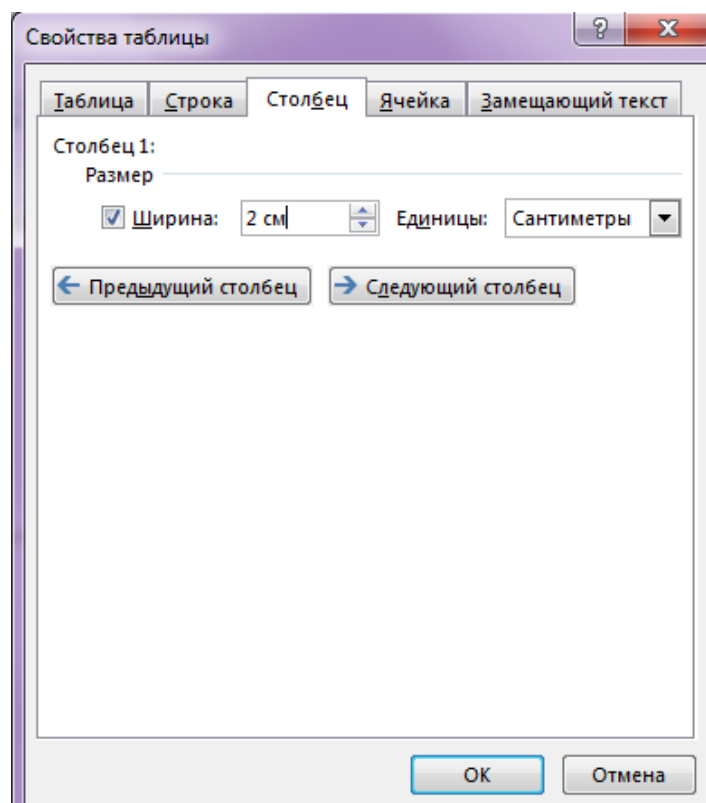 Свойства таблицы
Таблица Строка Столбец Ячейка Замещающий текст
Столбец 1:
Размер
Ширина: 2 см Единицы: Сантиметры
Предыдущий столбец Следующий столбец
ОК Отмена